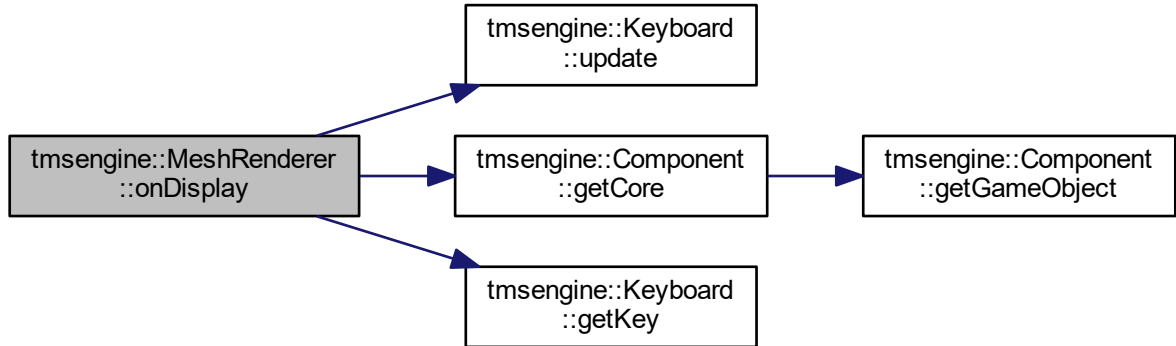 tmsengine::MeshRenderer
::onDisplay
tmsengine::Keyboard
::update
tmsengine::Component
::getCore
tmsengine::Component
::getGameObject
tmsengine::Keyboard
::getKey